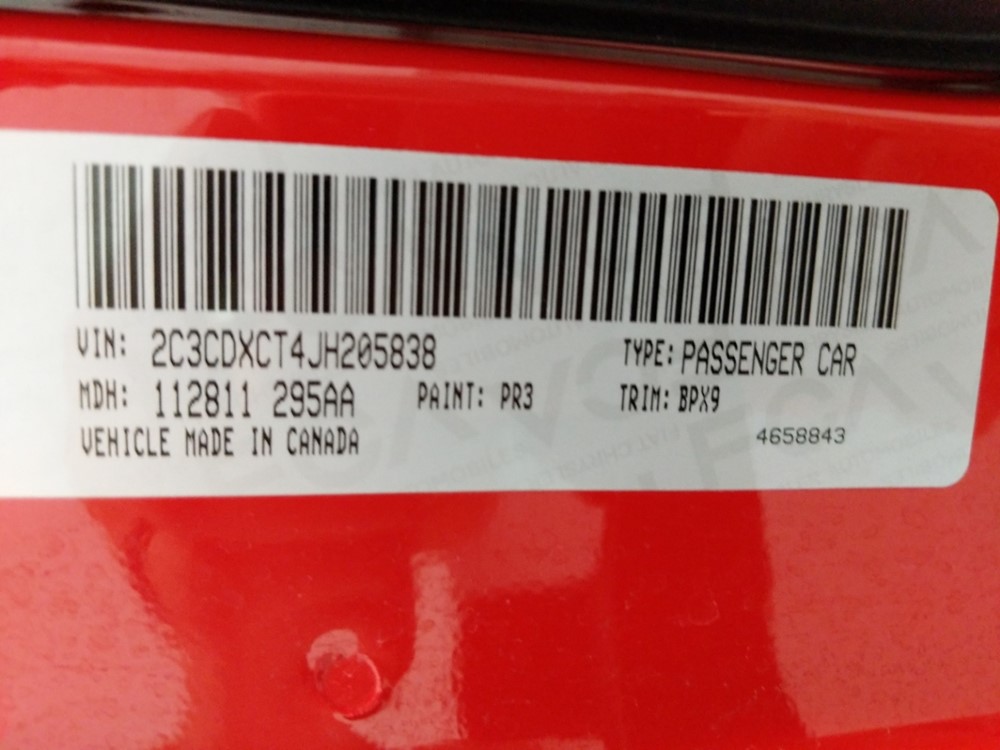 VIN: 2C3CDXCT4JH205838 TYPE: PASSENGER CAR
MDH: 112811 295AA PAINT: PR3 TRIM: BPX9
VEHICLE MADE IN CANADA 4658843